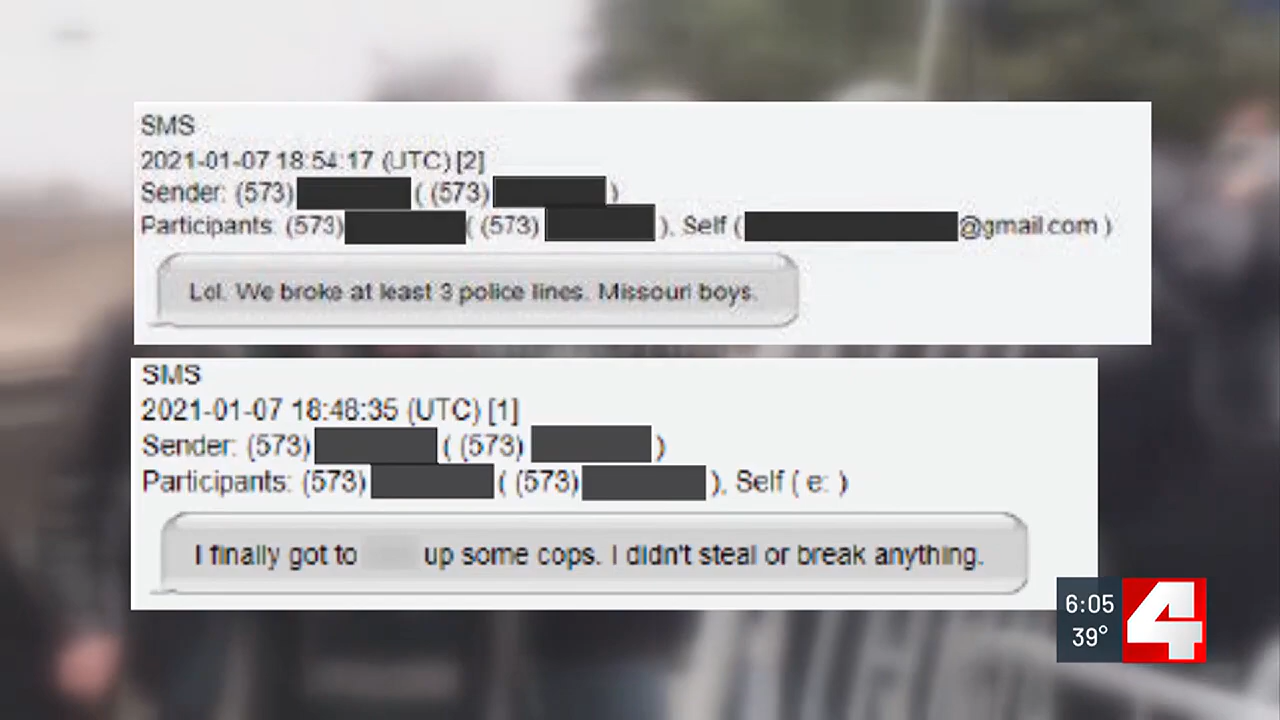 SMS
2021-01-07 18:54:17 (UTC) [2]
Sender: (573) ( (573) )
Participants: (573) ( (573) ), Self ( @gmail.com )
Lol. We broke at least 3 police lines. Missouri boys.
SMS
2021-01-07 18:48:35 (UTC) [1]
Sender: (573) ( (573) )
Participants: (573) ( (573) ), Self ( e: )
I finally got to up some cops. I didn't steal or break anything.
6:05
39°
4